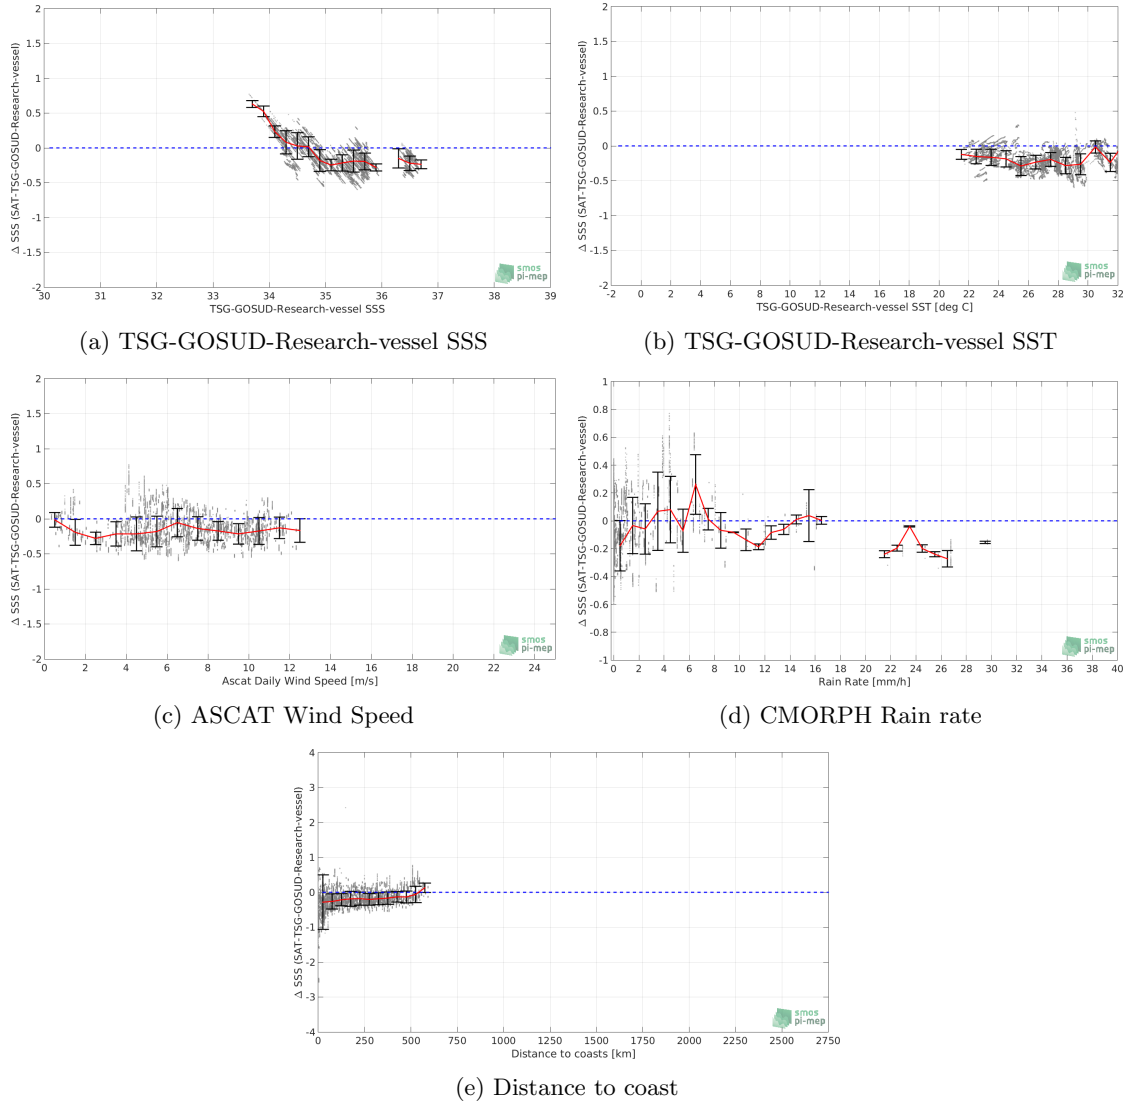 2
1.5
1
0.5
0
-0.5
-1
-1.5
-2
Δ SSS (SAT-TSG-GOSUD-Research-vessel)
30 31 32 33 34 35 36 37 38 39
TSG-GOSUD-Research-vessel SSS
smos
pi-mep
(a) TSG-GOSUD-Research-vessel SSS
2
1.5
1
0.5
0
-0.5
-1
-1.5
-2
Δ SSS (SAT-TSG-GOSUD-Research-vessel)
-2 0 2 4 6 8 10 12 14 16 18 20 22 24 26 28 30 32
TSG-GOSUD-Research-vessel SST [deg C]
smos
pi-mep
(b) TSG-GOSUD-Research-vessel SST
2
1.5
1
0.5
0
-0.5
-1
-1.5
-2
Δ SSS (SAT-TSG-GOSUD-Research-vessel)
0 2 4 6 8 10 12 14 16 18 20 22 24
Ascat Daily Wind Speed [m/s]
smos
pi-mep
(c) ASCAT Wind Speed
1
0.8
0.6
0.4
0.2
0
-0.2
-0.4
-0.6
-0.8
-1
Δ SSS (SAT-TSG-GOSUD-Research-vessel)
0 2 4 6 8 10 12 14 16 18 20 22 24 26 28 30 32 34 36 38 40
Rain Rate [mm/h]
smos
pi-mep
(d) CMORPH Rain rate
4
3
2
1
0
-1
-2
-3
-4
Δ SSS (SAT-TSG-GOSUD-Research-vessel)
0 250 500 750 1000 1250 1500 1750 2000 2250 2500 2750
Distance to coasts [km]
smos
pi-mep
(e) Distance to coast